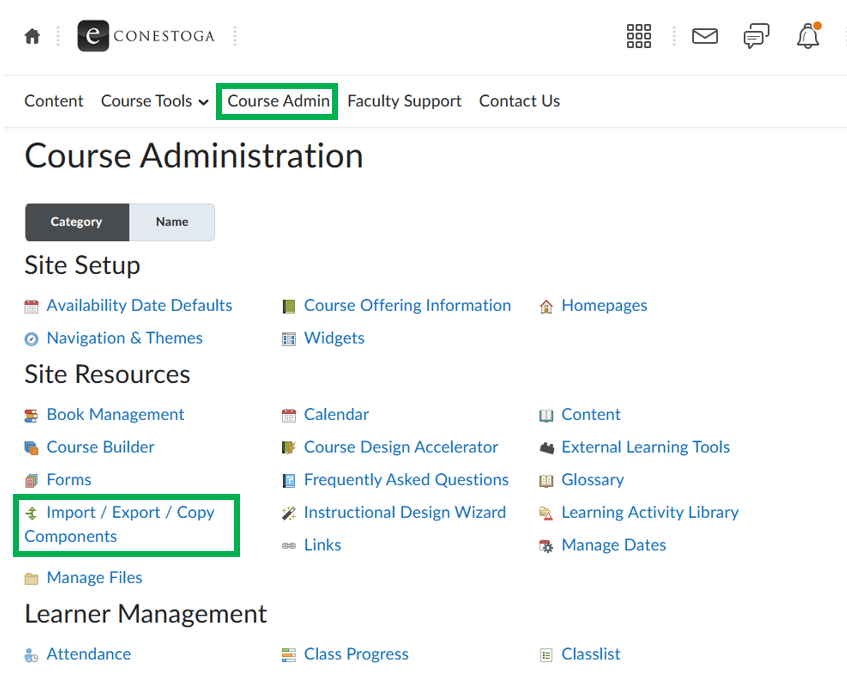 e CONESTOGA
Content Course Tools Course Admin Faculty Support Contact Us
Course Administration
Category Name
Site Setup
Availability Date Defaults Course Offering Information Homepages
Navigation & Themes Widgets
Site Resources
Book Management Calendar Content
Course Builder Course Design Accelerator External Learning Tools
Forms Frequently Asked Questions Glossary
Import / Export / Copy Instructional Design Wizard Learning Activity Library
Components
Links Manage Dates
Manage Files
Learner Management
Attendance Class Progress Classlist